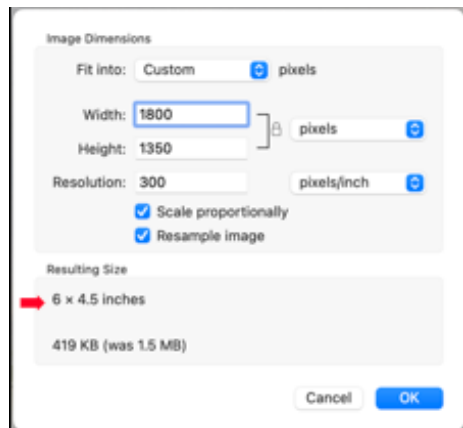 Image Dimensions
Fit into: Custom pixels
Width: 1800
pixels
Height: 1350
Resolution: 300 pixels/inch
Scale proportionally
Resample image
Resulting Size
6 × 4.5 inches
419 KB (was 1.5 MB)
Cancel OK